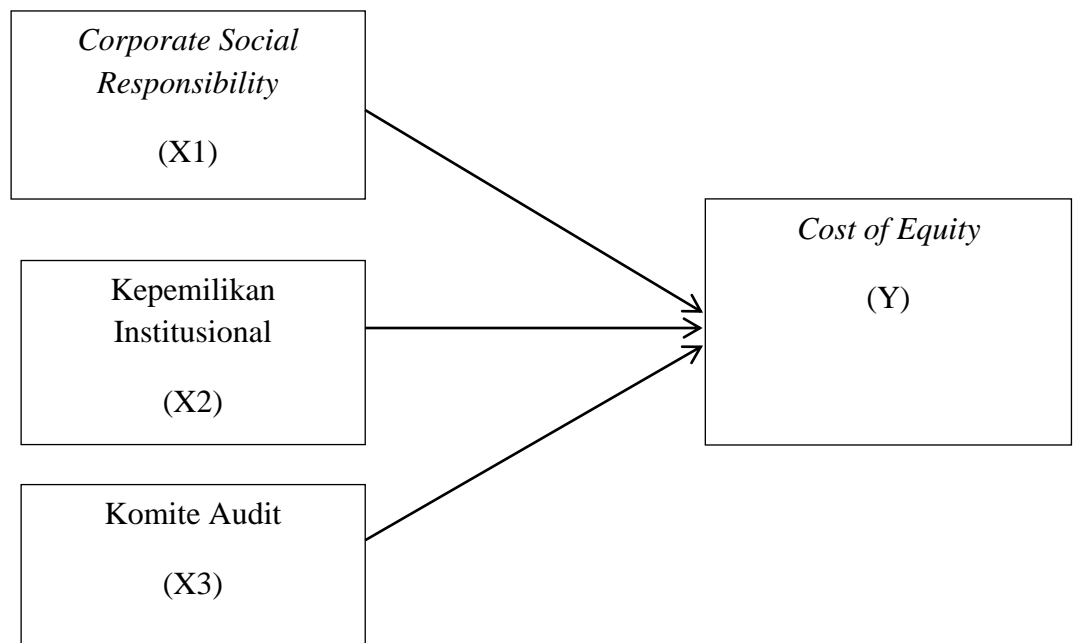 Corporate Social
Responsibility
(X1)
Kepemilikan
Institusional
(X2)
Komite Audit
(X3)
Cost of Equity
(Y)